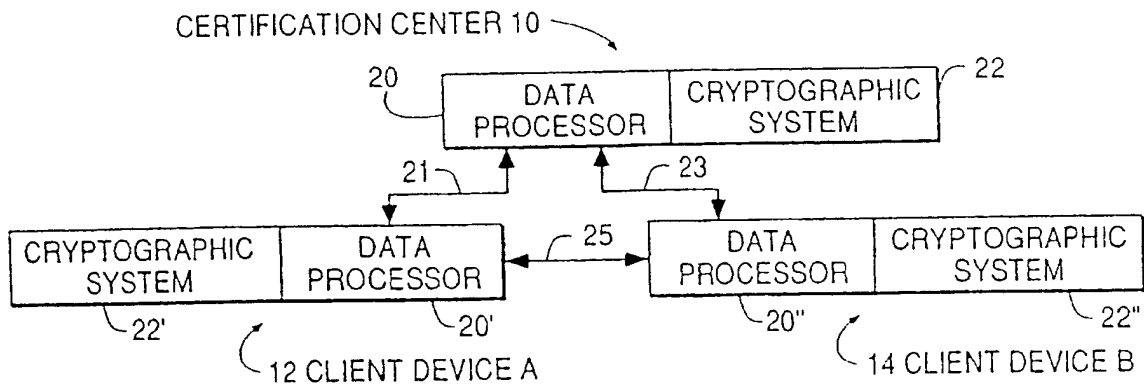 CERTIFICATION CENTER 10
20
DATA
PROCESSOR
CRYPTOGRAPHIC
SYSTEM
22
21
23
CRYPTOGRAPHIC
SYSTEM
DATA
PROCESSOR
25
DATA
PROCESSOR
CRYPTOGRAPHIC
SYSTEM
22'
20'
20"
22"
12 CLIENT DEVICE A
14 CLIENT DEVICE B